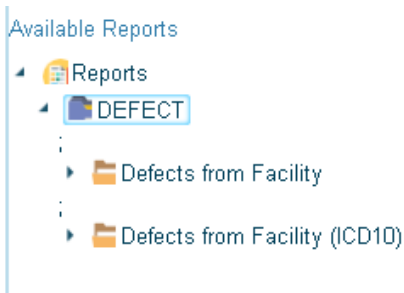 Available Reports
Reports
DEFECT
;
Defects from Facility
;
Defects from Facility (ICD10)